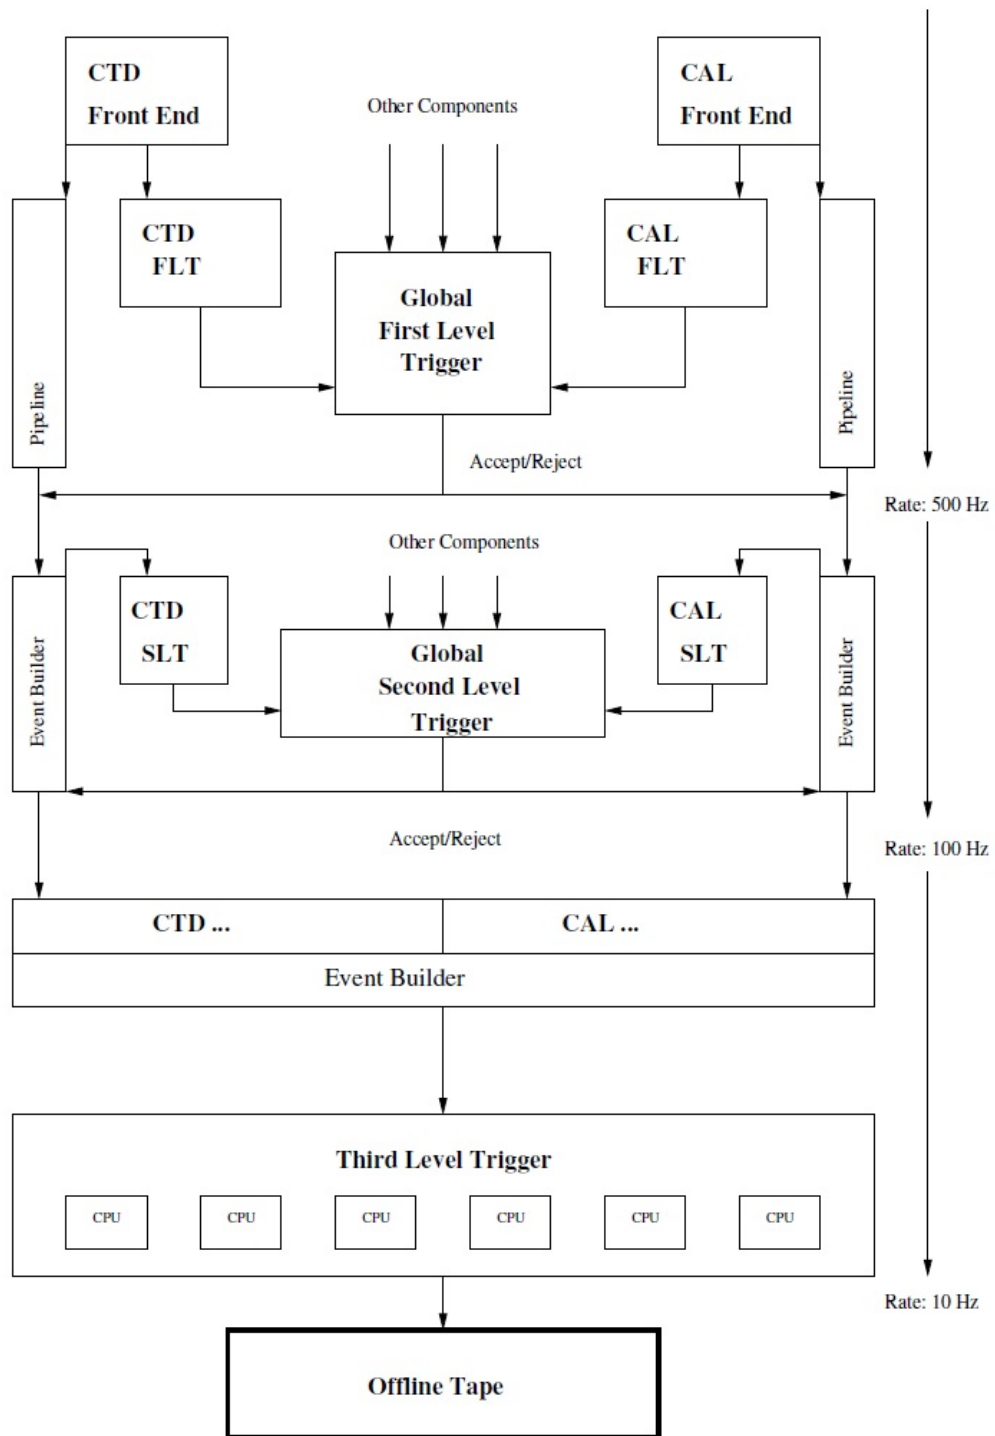 CTD
Front End
CAL
Front End
Other Components
CTD
FLT
CAL
FLT
Global
First Level
Trigger
Pipeline
Pipeline
Accept/Reject
Rate: 500 Hz
Other Components
CTD
SLT
CAL
SLT
Event Builder
Event Builder
Global
Second Level
Trigger
Accept/Reject
Rate: 100 Hz
CTD ...
CAL ...
Event Builder
Third Level Trigger
CPU
CPU
CPU
CPU
CPU
CPU
Rate: 10 Hz
Offline Tape